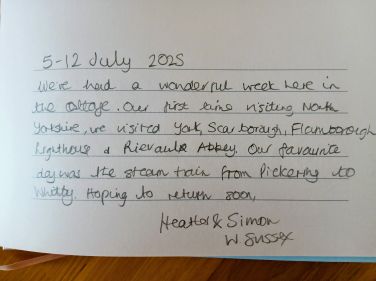 5-12 July 2025
We've had a wonderful week here in
the cottage. Our first time visiting North
Yorkshire, we visited York, Scarborough, Flamborough
Lighthouse & Rievaulx Abbey. Our favourite
day was the steam train from Pickering to
Whitby. Hoping to return soon,
Heather & Simon
W. Sussex